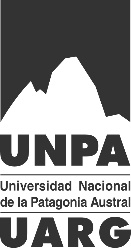 UNPA
Universidad Nacional
de la Patagonia Austral
UARG